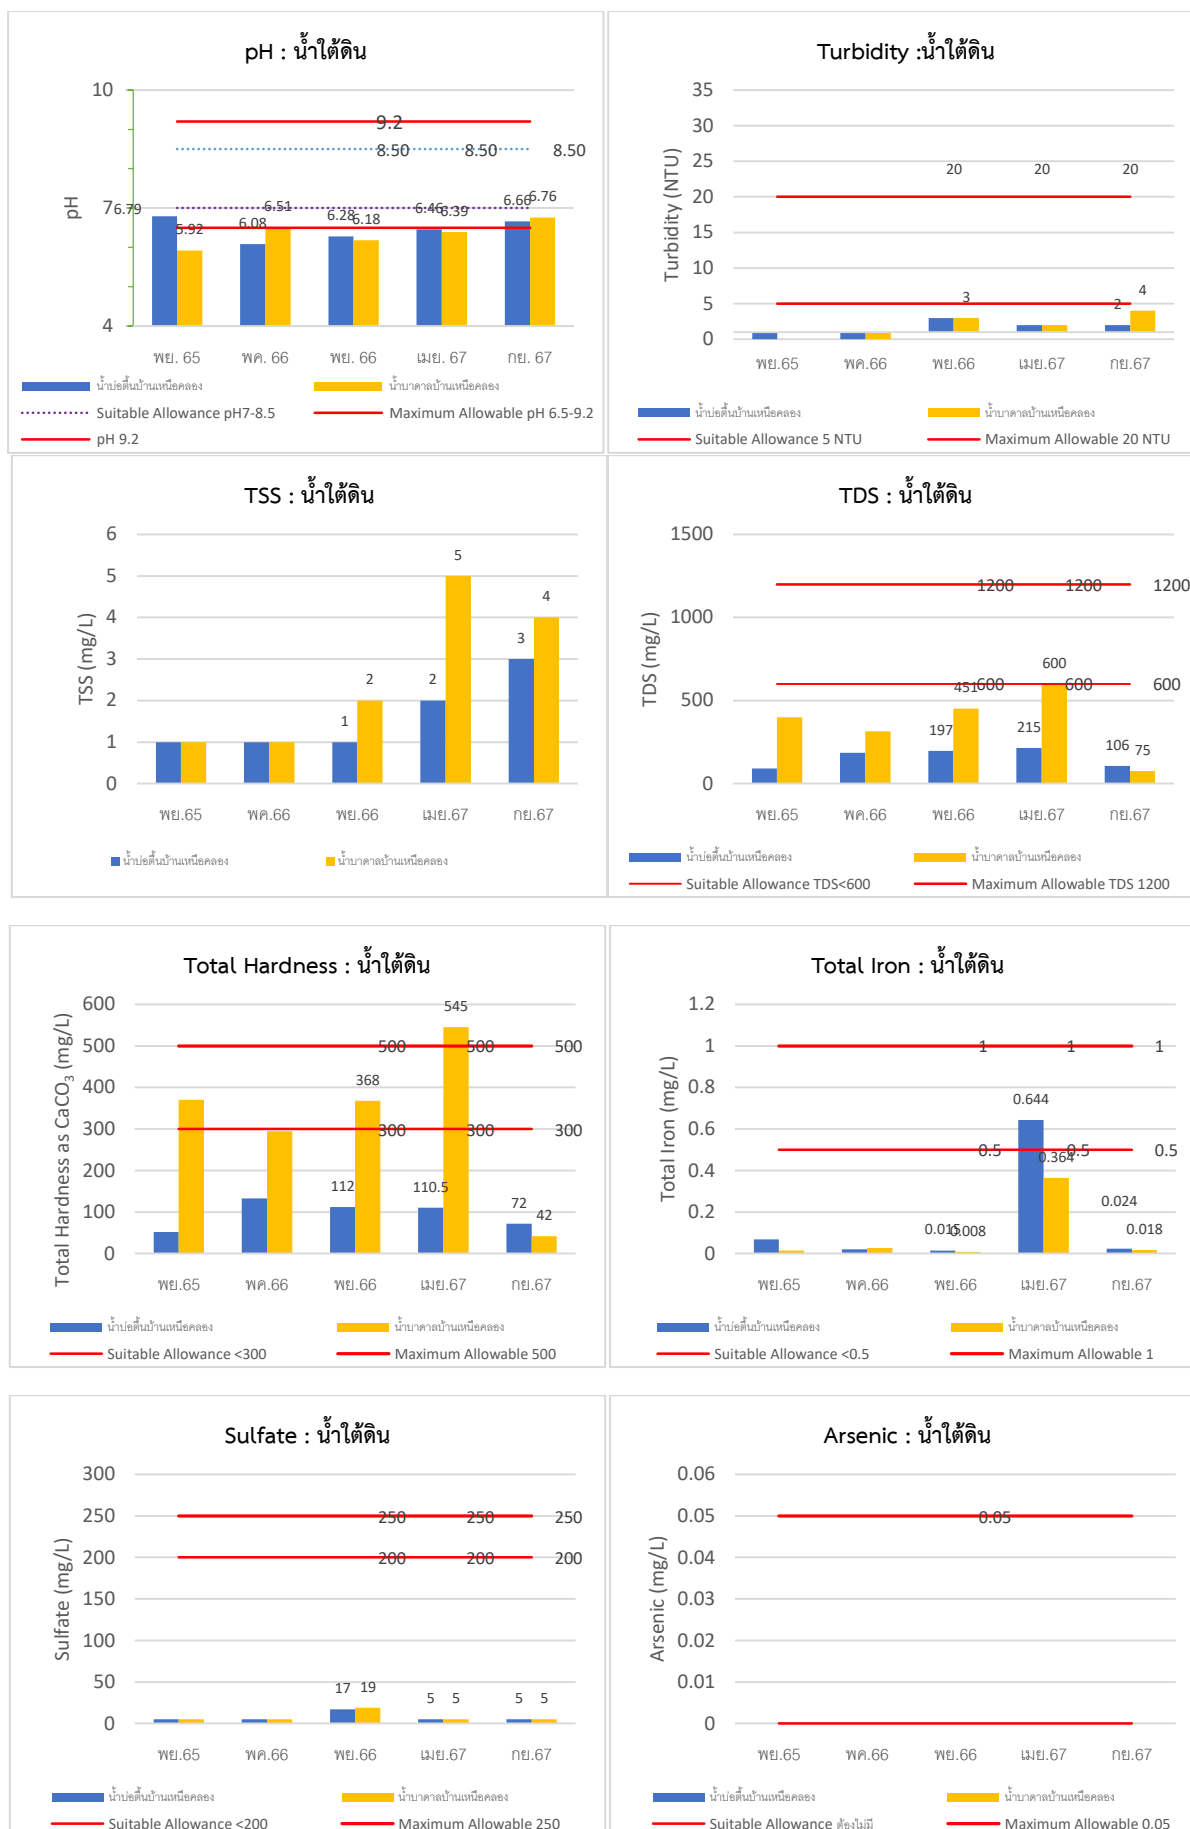 pH : น้ำใต้ดิน
10
7
4
pH
9.2
8.50 8.50 8.50
6.79 5.92 6.08 6.51 6.28 6.18 6.46 6.39 6.66 6.76
พย. 65 พค. 66 พย. 66 เมย. 67 กย. 67
น้ำบ่อตื้นบ้านเหนือคลอง น้ำบาดาลบ้านเหนือคลอง
Suitable Allowance pH7-8.5 Maximum Allowable pH 6.5-9.2
pH 9.2
Turbidity :น้ำใต้ดิน
35
30
25
20
15
10
5
0
Turbidity (NTU)
20 20 20
3 2 4
พย.65 พค.66 พย.66 เมย.67 กย.67
น้ำบ่อตื้นบ้านเหนือคลอง น้ำบาดาลบ้านเหนือคลอง
Suitable Allowance 5 NTU Maximum Allowable 20 NTU
TSS : น้ำใต้ดิน
6
5
4
3
2
1
0
TSS (mg/L)
1 2 2 5 3 4
พย.65 พค.66 พย.66 เมย.67 กย.67
น้ำบ่อตื้นบ้านเหนือคลอง น้ำบาดาลบ้านเหนือคลอง
TDS : น้ำใต้ดิน
1500
1000
500
0
TDS (mg/L)
1200 1200 1200
600 600 600
197 451 215 600 106 75
พย.65 พค.66 พย.66 เมย.67 กย.67
น้ำบ่อตื้นบ้านเหนือคลอง น้ำบาดาลบ้านเหนือคลอง
Suitable Allowance TDS<600 Maximum Allowable TDS 1200
Total Hardness : น้ำใต้ดิน
600
500
400
300
200
100
0
Total Hardness as CaCO₃ (mg/L)
500 500 500
300 300 300
112 368 110.5 545 72 42
พย.65 พค.66 พย.66 เมย.67 กย.67
น้ำบ่อตื้นบ้านเหนือคลอง น้ำบาดาลบ้านเหนือคลอง
Suitable Allowance <300 Maximum Allowable 500
Total Iron : น้ำใต้ดิน
1.2
1
0.8
0.6
0.4
0.2
0
Total Iron (mg/L)
1 1 1
0.5 0.5 0.5
0.015 0.008 0.644 0.364 0.024 0.018
พย.65 พค.66 พย.66 เมย.67 กย.67
น้ำบ่อตื้นบ้านเหนือคลอง น้ำบาดาลบ้านเหนือคลอง
Suitable Allowance <0.5 Maximum Allowable 1
Sulfate : น้ำใต้ดิน
300
250
200
150
100
50
0
Sulfate (mg/L)
250 250 250
200 200 200
17 19 5 5 5 5
พย.65 พค.66 พย.66 เมย.67 กย.67
น้ำบ่อตื้นบ้านเหนือคลอง น้ำบาดาลบ้านเหนือคลอง
Suitable Allowance <200 Maximum Allowable 250
Arsenic : น้ำใต้ดิน
0.06
0.05
0.04
0.03
0.02
0.01
0
Arsenic (mg/L)
0.05
พย.65 พค.66 พย.66 เมย.67 กย.67
น้ำบ่อตื้นบ้านเหนือคลอง น้ำบาดาลบ้านเหนือคลอง
Suitable Allowance ต้องไม่มี Maximum Allowable 0.05